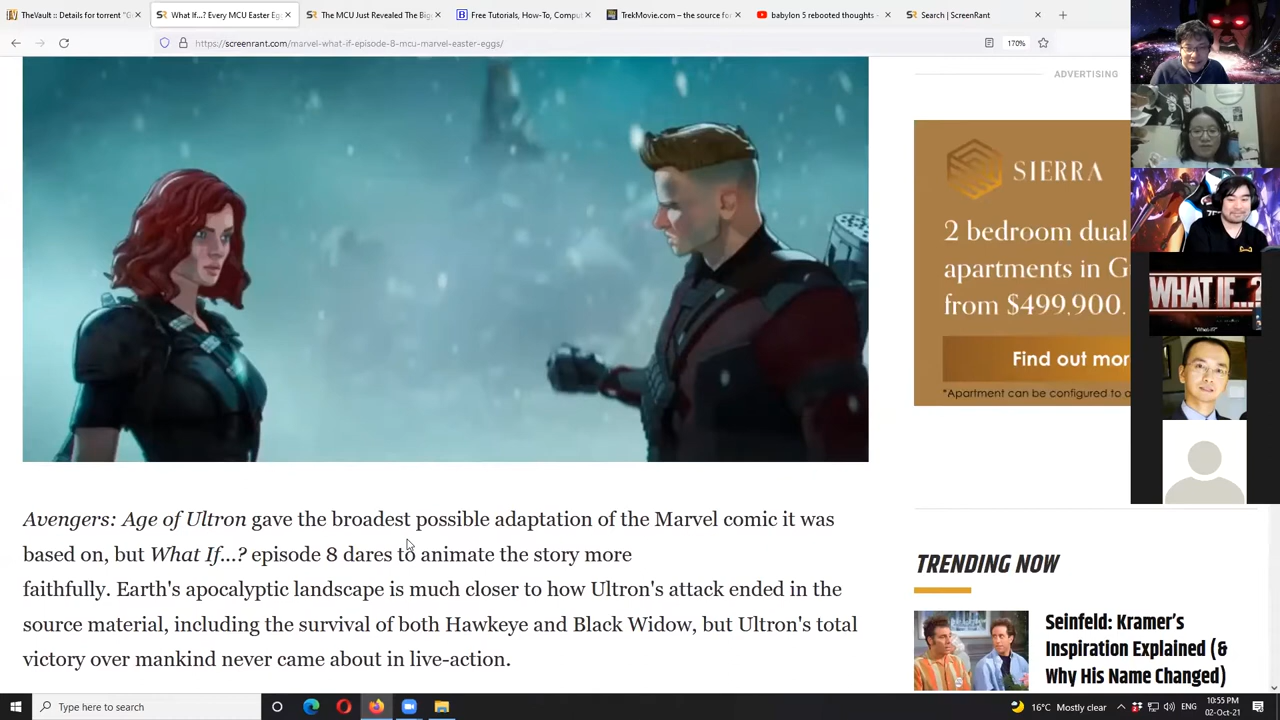 TheVault :: Details for torrent "G
What If...? Every MCU Easter Eg
The MCU Just Revealed The Big
Free Tutorials, How-To, Compu
TrekMovie.com – the source for
babylon 5 rebooted thoughts -
Search | ScreenRant
https://screenrant.com/marvel-what-if-episode-8-mcu-marvel-easter-eggs/
170%
ADVERTISING
SIERRA
2 bedroom dual
apartments in G
from $499,900.
Find out mor
*Apartment can be configured to a
WHAT IF...?
Avengers: Age of Ultron gave the broadest possible adaptation of the Marvel comic it was
based on, but What If...? episode 8 dares to animate the story more
faithfully. Earth's apocalyptic landscape is much closer to how Ultron's attack ended in the
source material, including the survival of both Hawkeye and Black Widow, but Ultron's total
victory over mankind never came about in live-action.
TRENDING NOW
Seinfeld: Kramer's
Inspiration Explained (&
Why His Name Changed)
Type here to search
16°C Mostly clear
ENG
10:55 PM
02-Oct-21